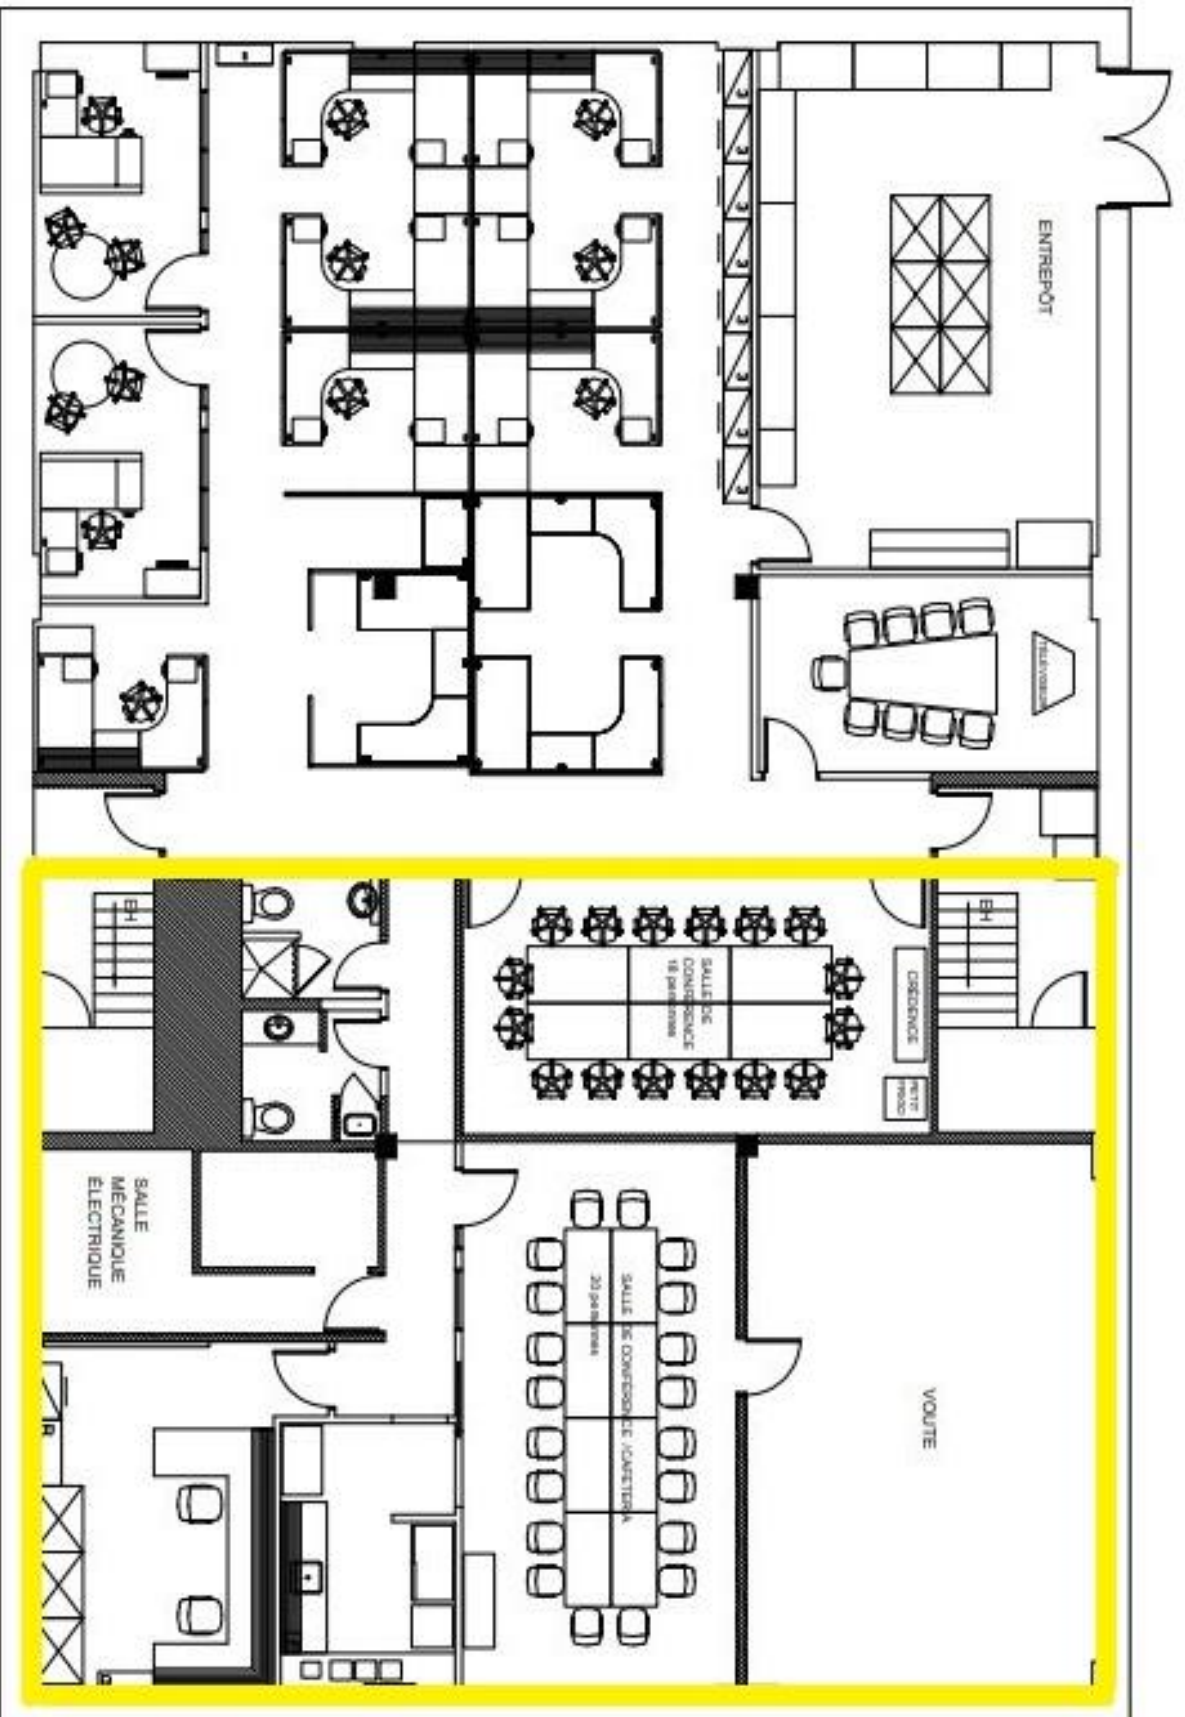 ENTREPÔT
TÉLÉVISEUR
EH
EH
SALLE DE
CONFÉRENCE
18 personnes
CRÉDENCE
PETIT
FRIGO
SALLE
MÉCANIQUE
ÉLECTRIQUE
SALLE DE CONFÉRENCE /CAFETERIA
20 personnes
VOUTE
R